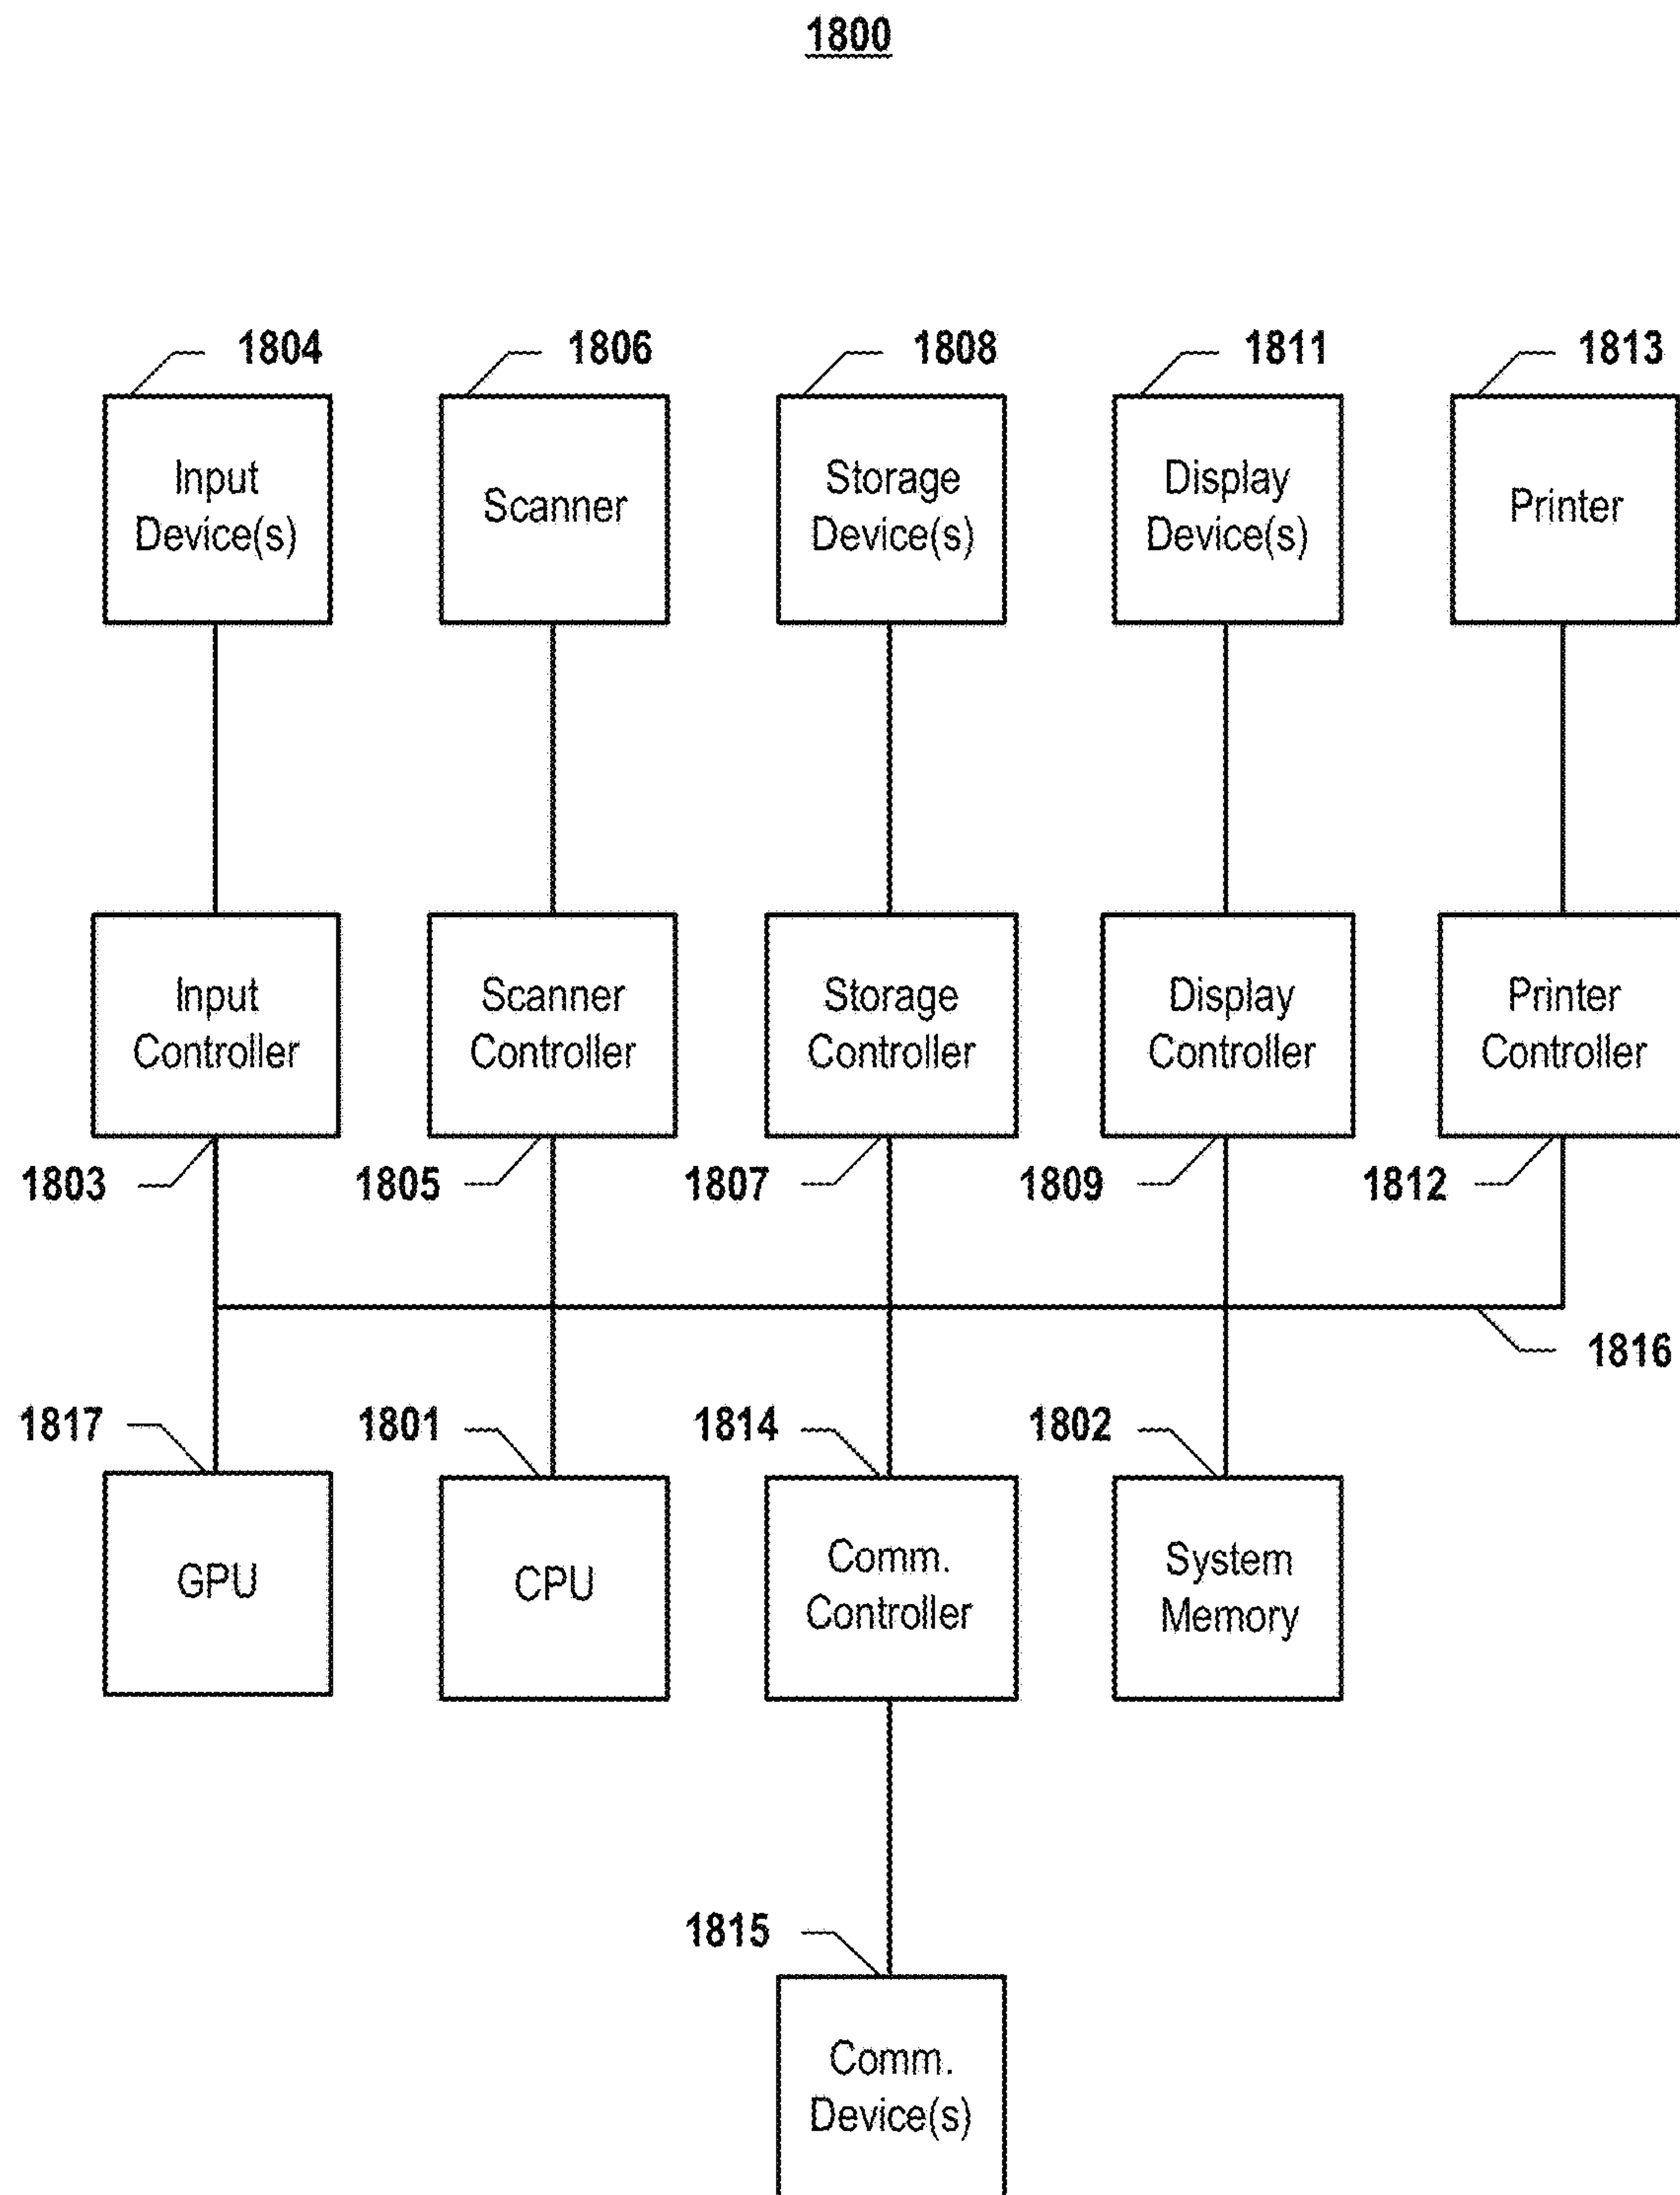 1800
1804
1806
1808
1811
1813
Input
Device(s)
Scanner
Storage
Device(s)
Display
Device(s)
Printer
Input
Controller
Scanner
Controller
Storage
Controller
Display
Controller
Printer
Controller
1803
1805
1807
1809
1812
1816
1817
1801
1814
1802
GPU
CPU
Comm.
Controller
System
Memory
1815
Comm.
Device(s)